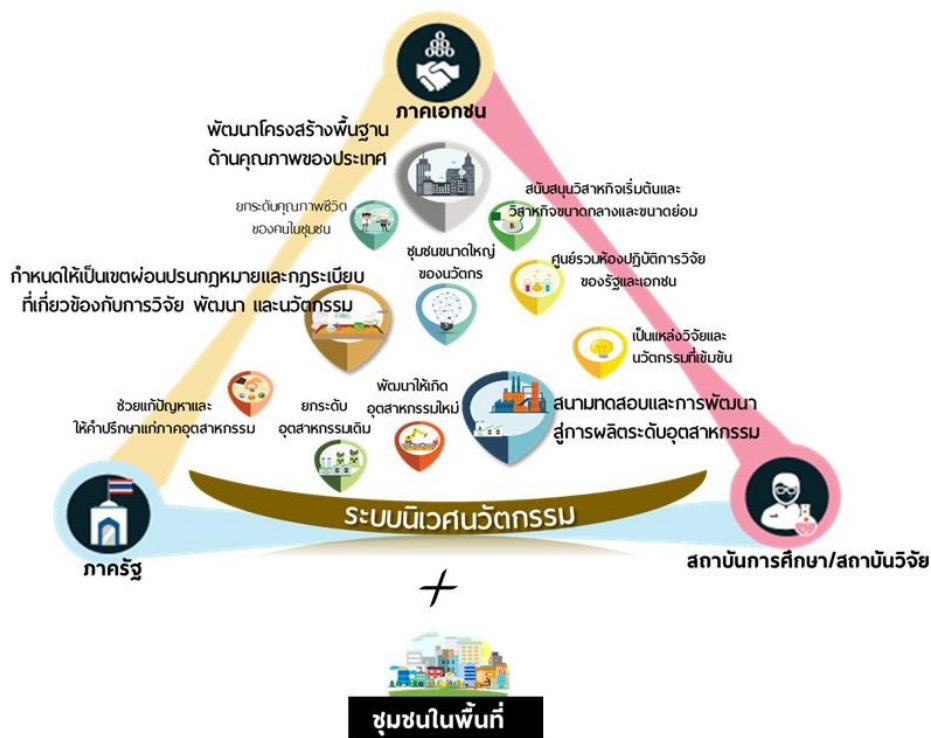 ภาคเอกชน
พัฒนาโครงสร้างพื้นฐาน
ด้านคุณภาพของประเทศ
สนับสนุนวิสาหกิจเริ่มต้นและ
วิสาหกิจขนาดกลางและขนาดย่อม
ยกระดับคุณภาพชีวิต
ของคนในชุมชน
ชุมชนขนาดใหญ่
ของนวัตกร
ศูนย์รวมห้องปฏิบัติการวิจัย
ของรัฐและเอกชน
กำหนดให้เป็นเขตผ่อนปรนกฎหมายและกฎระเบียบ
ที่เกี่ยวข้องกับการวิจัย พัฒนา และนวัตกรรม
เป็นแหล่งวิจัยและ
นวัตกรรมที่เข้มข้น
ช่วยแก้ปัญหาและ
ให้คำปรึกษาแก่ภาคอุตสาหกรรม
ยกระดับ
อุตสาหกรรมเดิม
พัฒนาให้เกิด
อุตสาหกรรมใหม่
สนามทดสอบและการพัฒนา
สู่การผลิตระดับอุตสาหกรรม
ระบบนิเวศนวัตกรรม
ภาครัฐ
สถาบันการศึกษา/สถาบันวิจัย
+
ชุมชนในพื้นที่